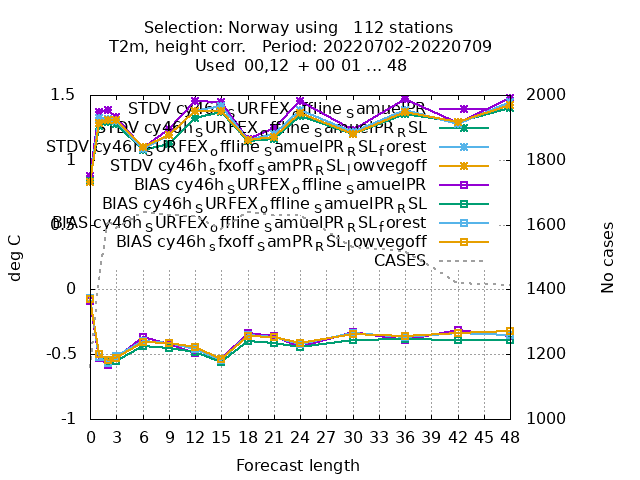 Selection: Norway using 112 stations
T2m, height corr. Period: 20220702-20220709
Used 00,12 + 00 01 ... 48
deg C
No cases
1.5
1
0.5
0
-0.5
-1
2000
1800
1600
1400
1200
1000
STDV cy46h_SURFEX_offline_samuelPR
STDV cy46h_SURFEX_offline_samuelPR_RSL
STDV cy46h_SURFEX_offline_samuelPR_RSL_forest
STDV cy46h_sfxoff_samPR_RSL_lowvegoff
BIAS cy46h_SURFEX_offline_samuelPR
BIAS cy46h_SURFEX_offline_samuelPR_RSL
BIAS cy46h_SURFEX_offline_samuelPR_RSL_forest
BIAS cy46h_sfxoff_samPR_RSL_lowvegoff
CASES
0 3 6 9 12 15 18 21 24 27 30 33 36 39 42 45 48
Forecast length